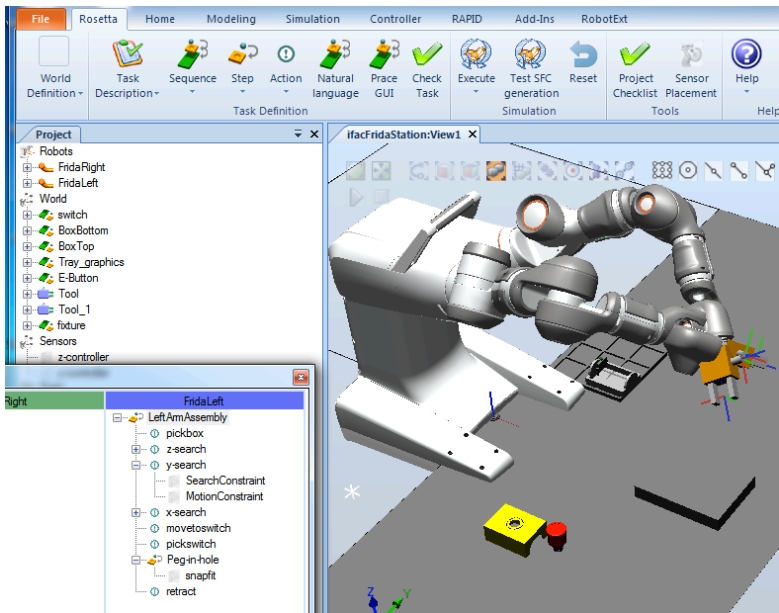 File Rosetta Home Modeling Simulation Controller RAPID Add-Ins RobotExt
World Definition
Task Description
Sequence
Step
Action
Natural language
Prace GUI
Check Task
Execute
Test SFC generation
Reset
Project Checklist
Sensor Placement
Help
Task Definition
Simulation
Tools
Help
Project
ifacFridaStation:View1
Robots
FridaRight
FridaLeft
World
switch
BoxBottom
BoxTop
Tray_graphics
E-Button
Tool
Tool_1
fixture
Sensors
z-controller
Right
FridaLeft
LeftArmAssembly
pickbox
z-search
y-search
SearchConstraint
MotionConstraint
x-search
movetoswitch
pickswitch
Peg-in-hole
snapfit
retract
Z
Y